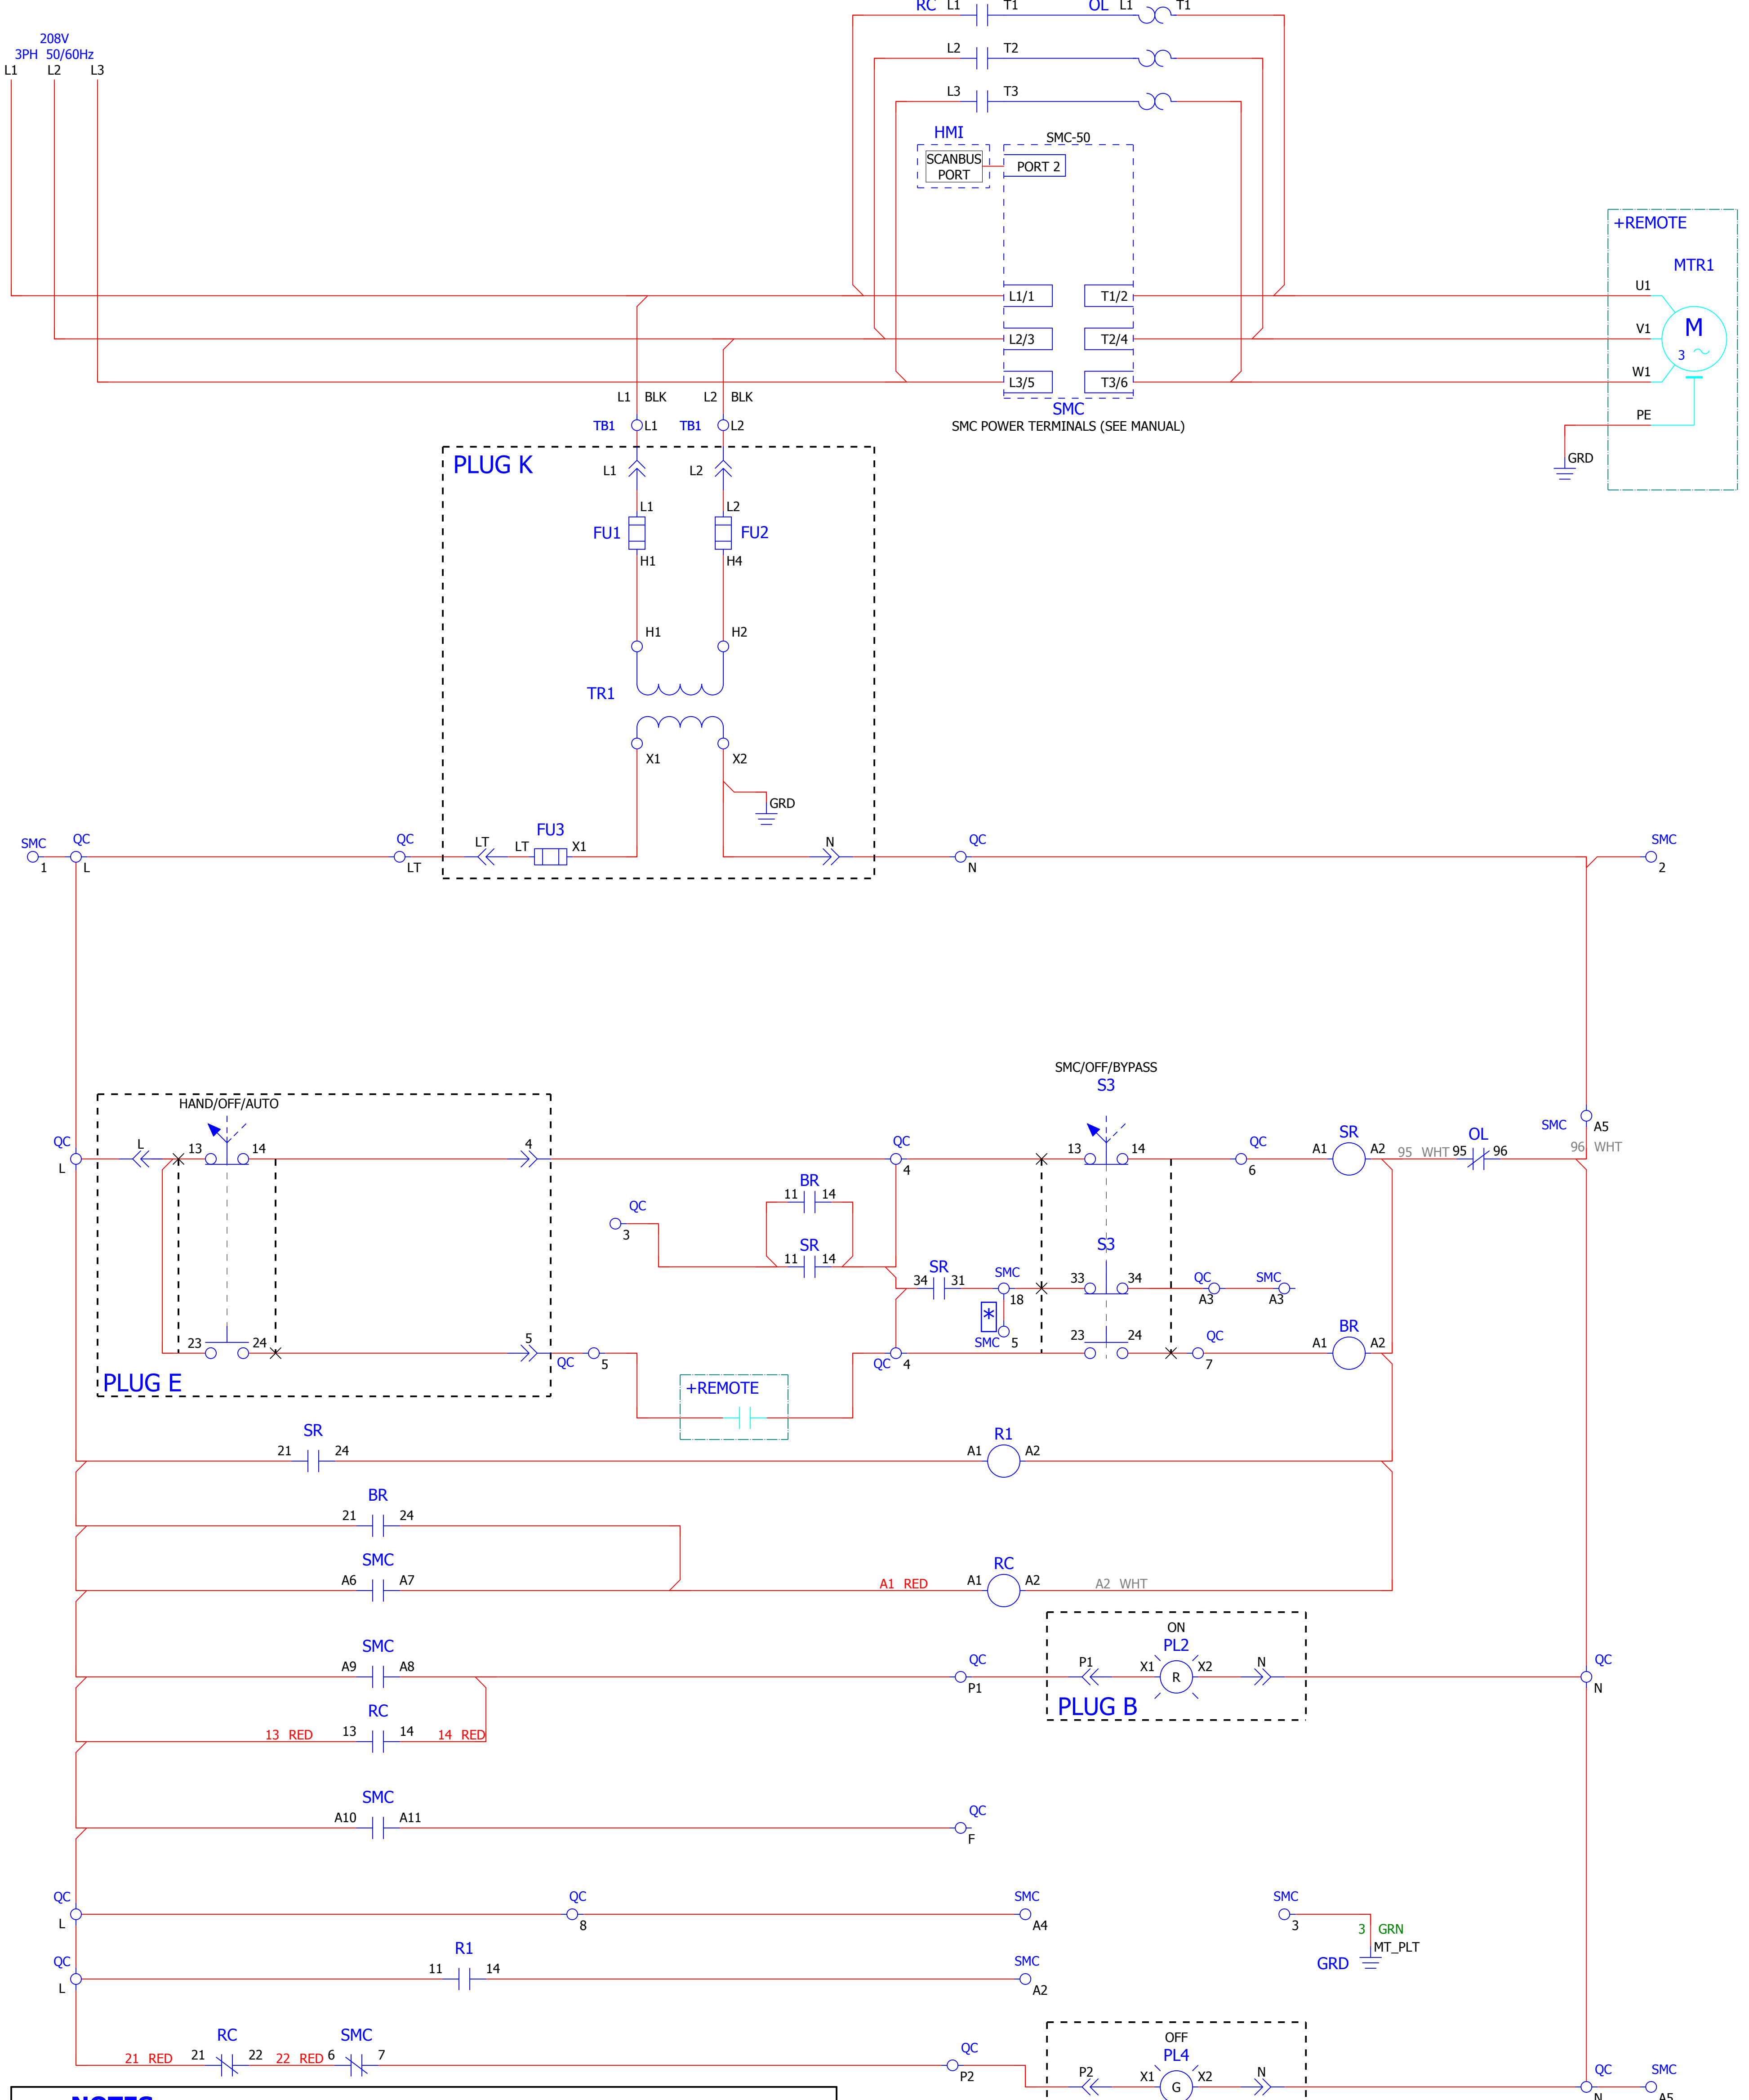 RC L1 T1 OL L1 T1
208V
3PH 50/60Hz
L1 L2 L3
L2 T2
L3 T3
HMI
SMC-50
SCANBUS
PORT
PORT 2
+REMOTE
MTR1
U1
L1/1 T1/2
M
3
V1
L2/3 T2/4
W1
L3/5 T3/6
L1 BLK L2 BLK
SMC
SMC POWER TERMINALS (SEE MANUAL)
PE
TB1 L1 TB1 L2
GRD
PLUG K
L1 L2
L1 L2
FU1 FU2
H1 H4
H1 H2
TR1
X1 X2
GRD
SMC QC QC FU3 QC SMC
LT LT X1 N
1 L LT N 2
SMC/OFF/BYPASS
S3
HAND/OFF/AUTO
SMC A5
QC L 13 14 4 QC 13 14 QC SR OL
A1 A2 95 WHT 95 96 96 WHT
L 4 6
BR
11 14
QC
3
SR
11 14
S3
SR
34 31 SMC 33 34 QC SMC
18 A3 A3
*
SMC 5
23 24 5 23 24 QC BR
A1 A2
QC 5 QC 4 7
PLUG E
+REMOTE
SR
21 24
R1
A1 A2
BR
21 24
SMC
A6 A7
RC
A1 RED A1 A2 A2 WHT
ON
SMC PL2
A9 A8 QC P1 X1 X2 N QC
R
P1 N
PLUG B
RC
13 RED 13 14 14 RED
SMC
A10 A11 QC
F
QC QC SMC SMC
L 8 A4 3
3 GRN
MT_PLT
GRD
QC R1 SMC
11 14
L A2
OFF
RC SMC PL4
21 RED 21 22 22 RED 6 7 QC
P2
P2 X1 X2 N QC SMC
G
N A5
NOTES